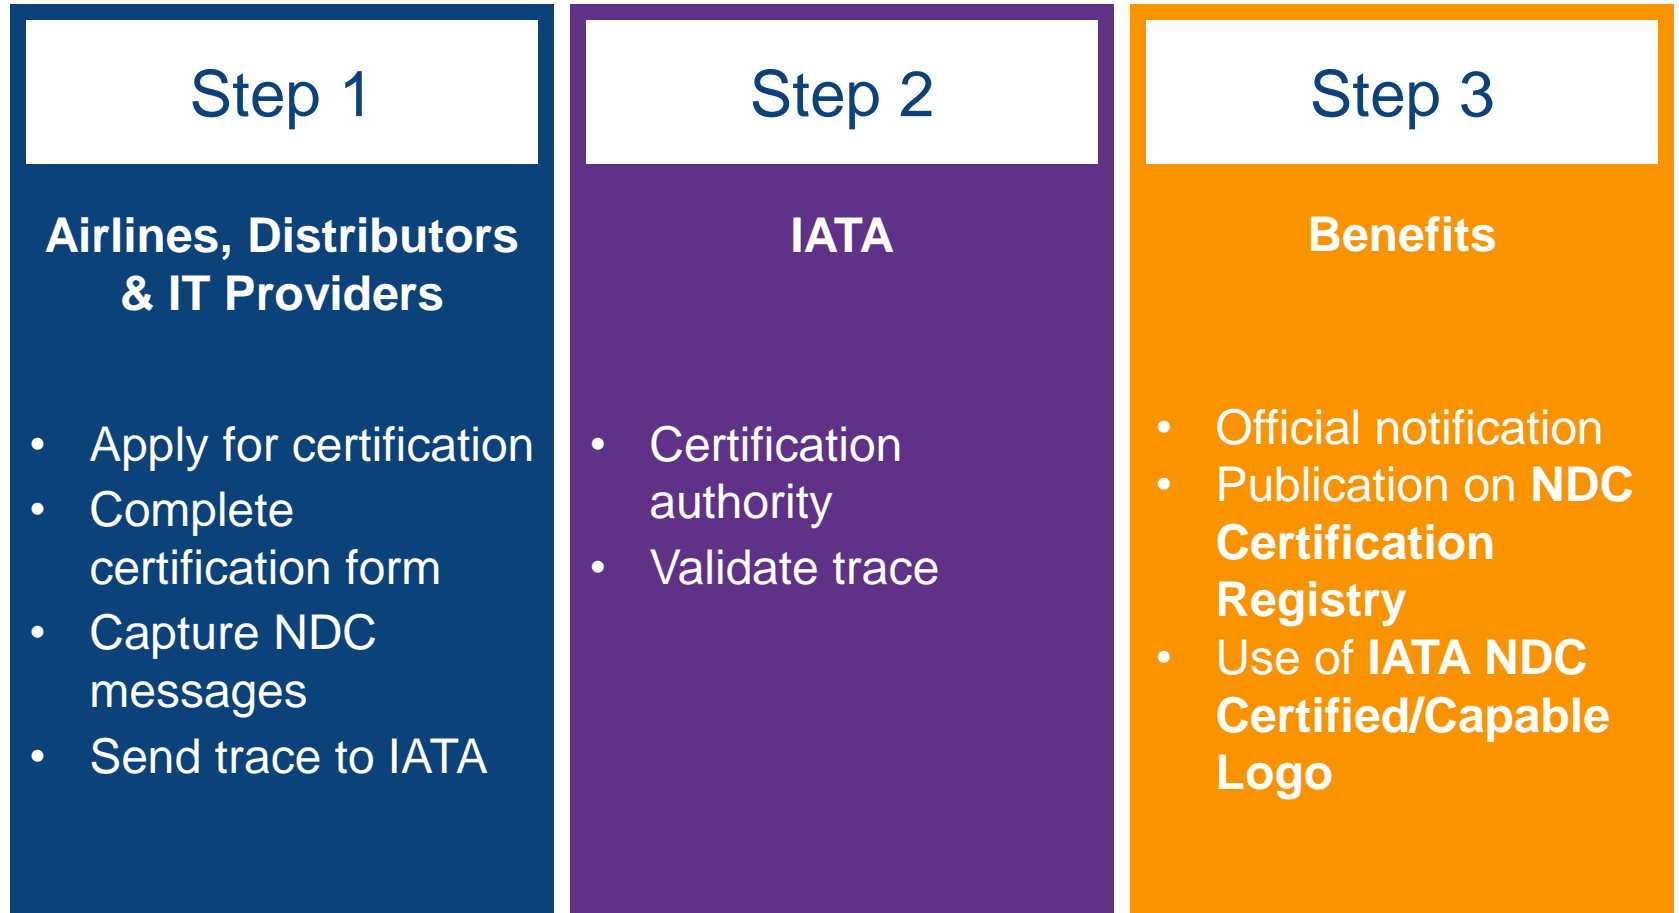 Step 1
Airlines, Distributors
& IT Providers
• Apply for certification
• Complete
certification form
• Capture NDC
messages
• Send trace to IATA
Step 2
IATA
• Certification
authority
• Validate trace
Step 3
Benefits
• Official notification
• Publication on NDC
Certification
Registry
• Use of IATA NDC
Certified/Capable
Logo